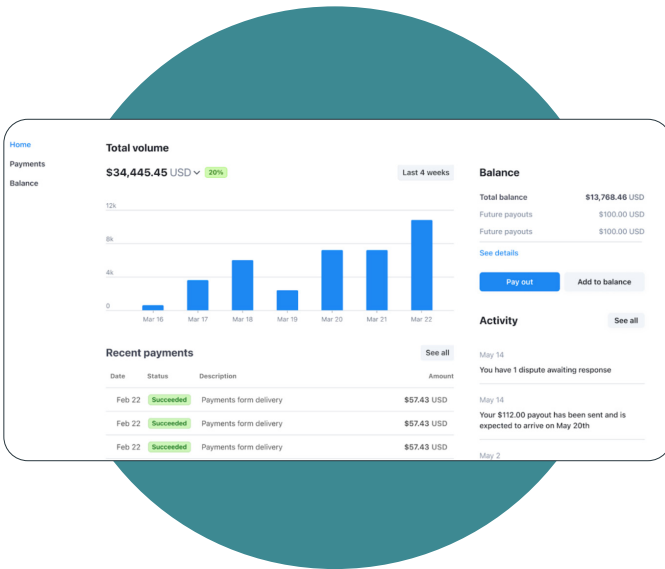 Home
Payments
Balance
Total volume
$34,445.45 USD 20%
Last 4 weeks
12k
8k
4k
0
Mar 16 Mar 17 Mar 18 Mar 19 Mar 20 Mar 21 Mar 22
Recent payments
See all
Date Status Description Amount
Feb 22 Succeeded Payments form delivery $57.43 USD
Feb 22 Succeeded Payments form delivery $57.43 USD
Feb 22 Succeeded Payments form delivery $57.43 USD
Balance
Total balance $13,768.46 USD
Future payouts $100.00 USD
Future payouts $100.00 USD
See details
Pay out
Add to balance
Activity
See all
May 14
You have 1 dispute awaiting response
May 14
Your $112.00 payout has been sent and is
expected to arrive on May 20th
May 2